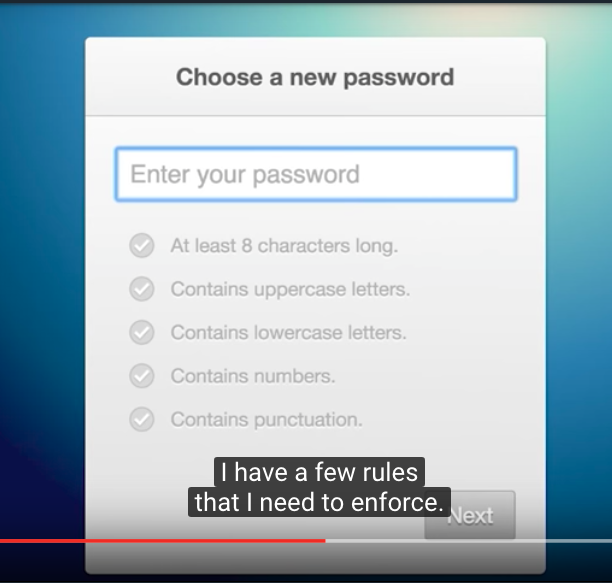 Choose a new password
Enter your password
At least 8 characters long.
Contains uppercase letters.
Contains lowercase letters.
Contains numbers.
Contains punctuation.
I have a few rules
that I need to enforce.
Next